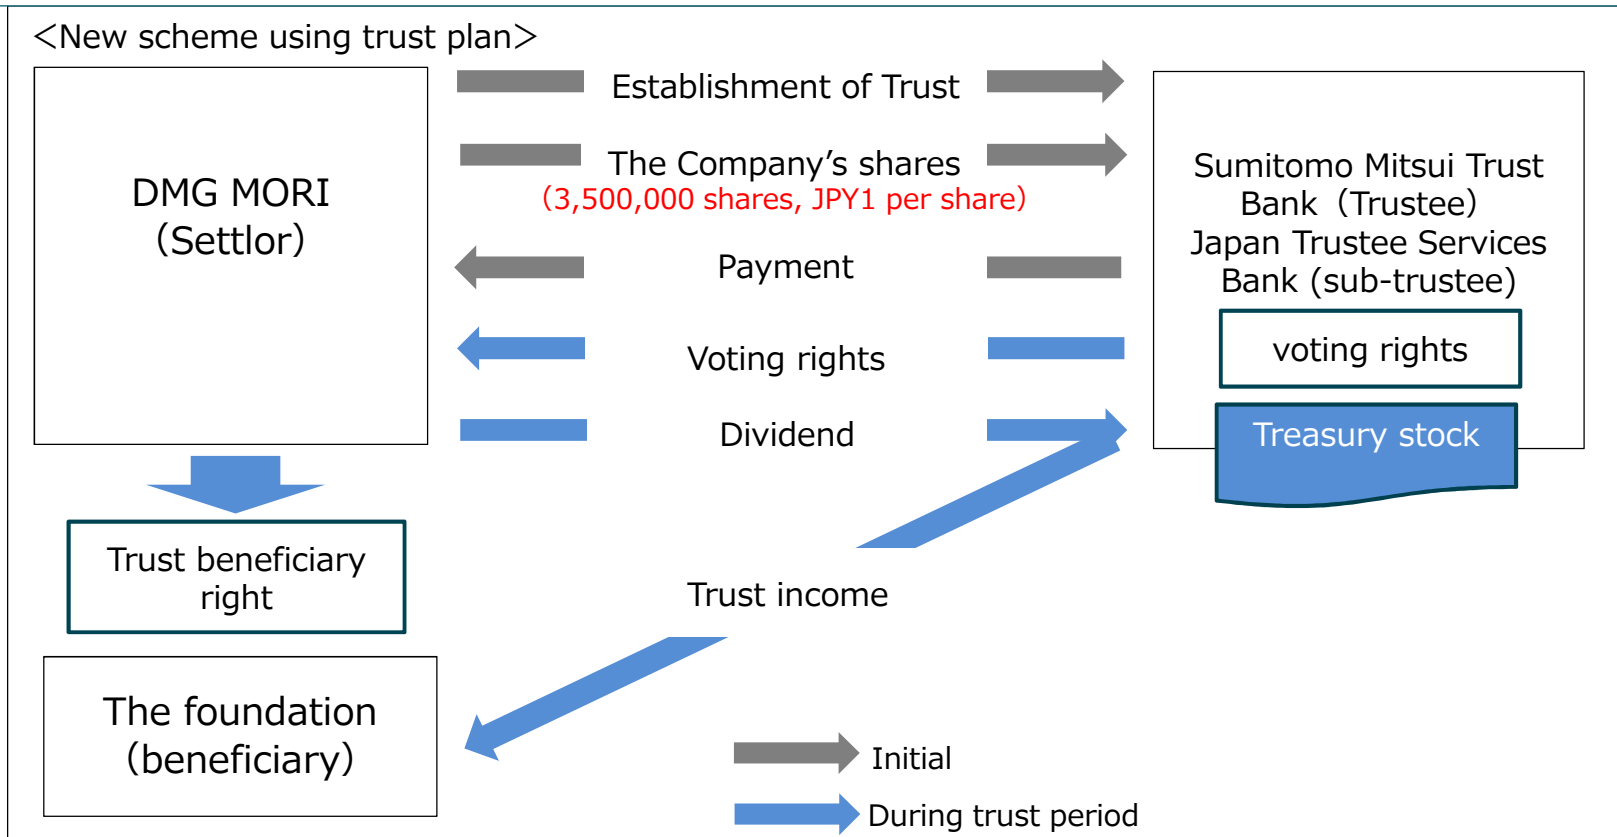 ＜New scheme using trust plan＞
DMG MORI
（Settlor）
Establishment of Trust
The Company’s shares
（3,500,000 shares, JPY1 per share）
Payment
Voting rights
Dividend
Sumitomo Mitsui Trust
Bank（Trustee）
Japan Trustee Services
Bank (sub-trustee)
voting rights
Treasury stock
Trust beneficiary
right
Trust income
The foundation
（beneficiary）
Initial
During trust period